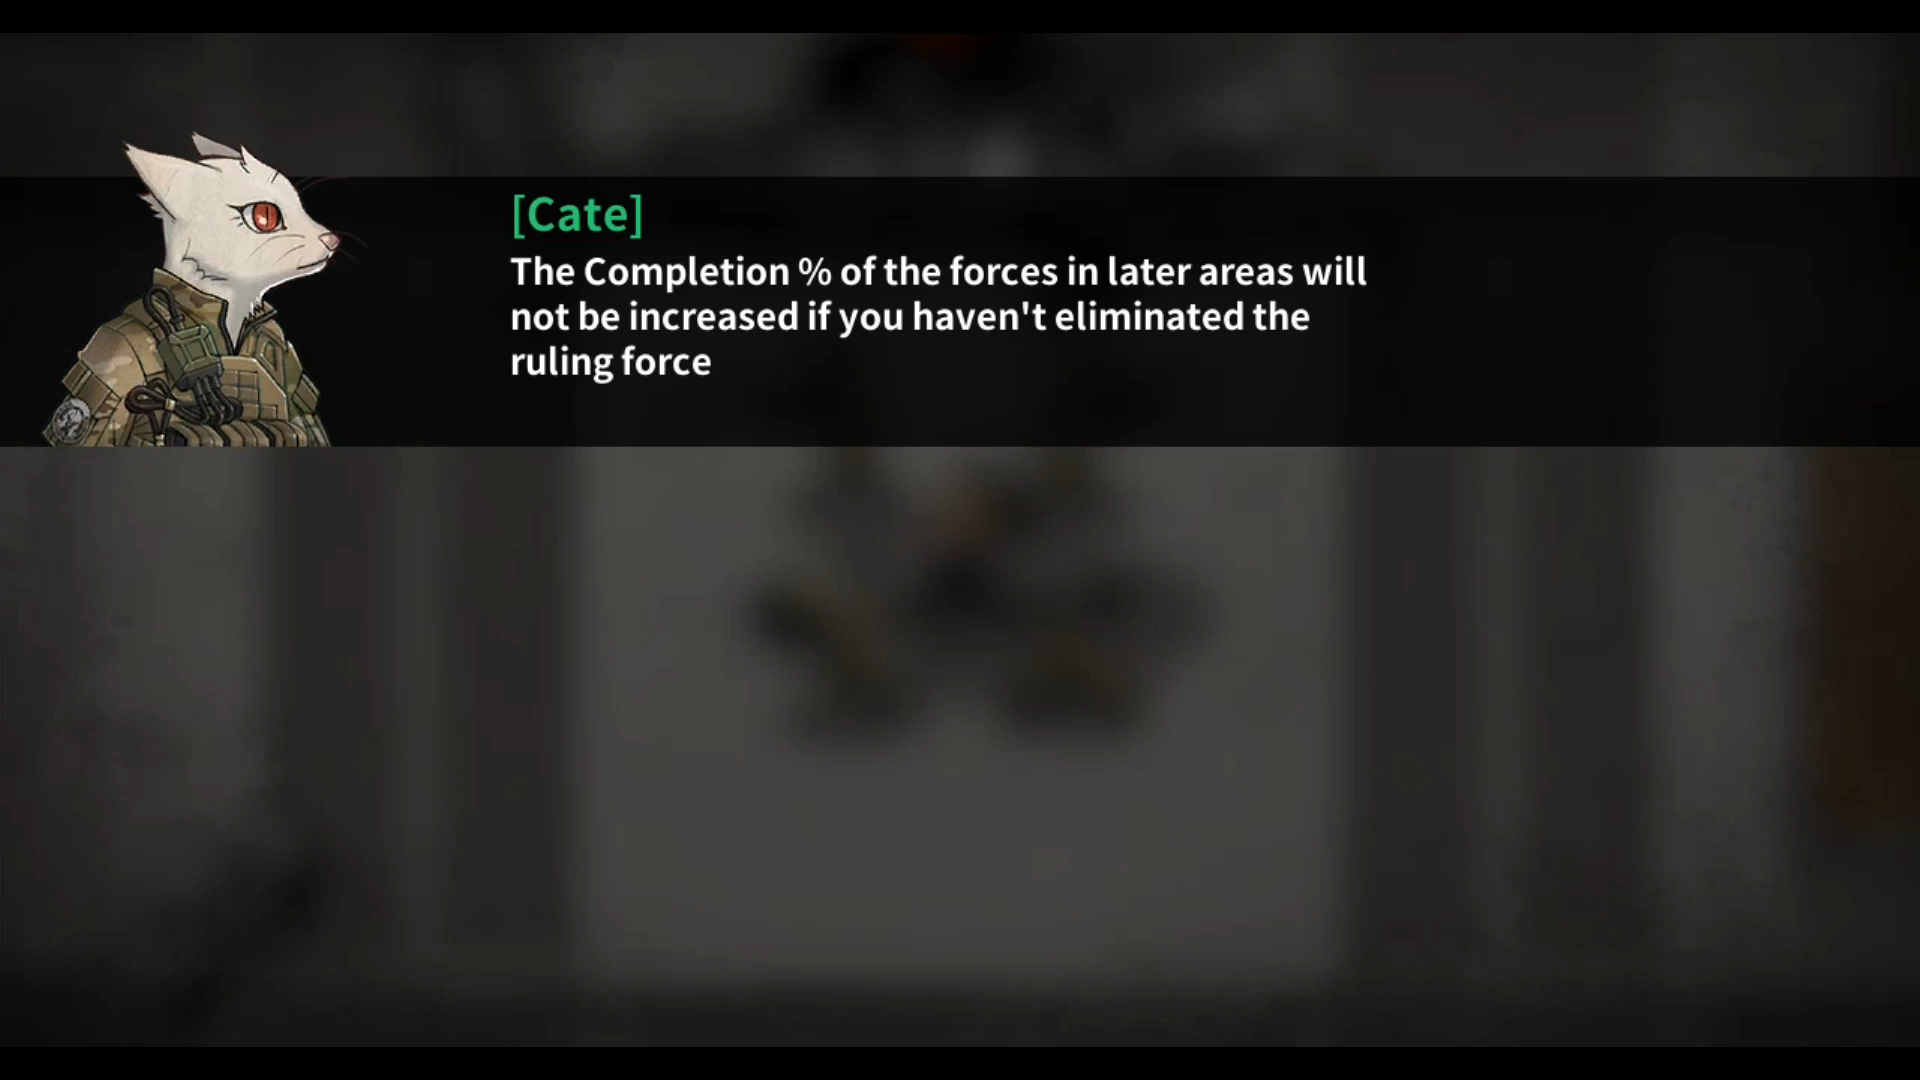 [Cate]
The Completion % of the forces in later areas will
not be increased if you haven't eliminated the
ruling force